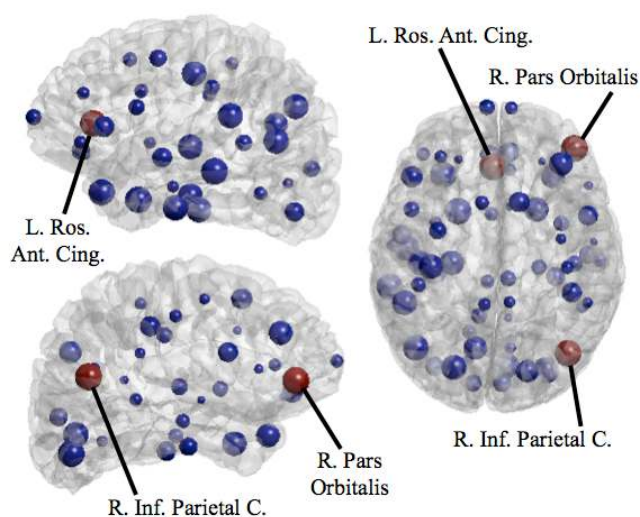 L. Ros. Ant. Cing.
R. Pars Orbitalis
L. Ros.
Ant. Cing.
R. Inf. Parietal C.
R. Pars
Orbitalis
R. Inf. Parietal C.